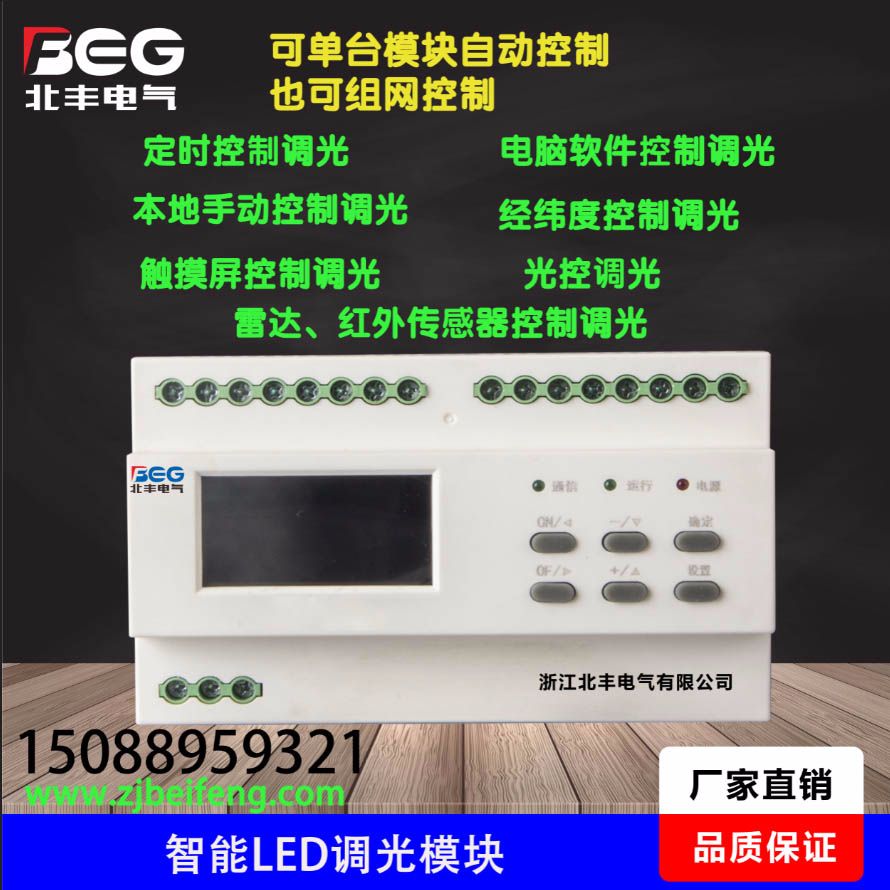 BEG
北丰电气
可单台模块自动控制
也可组网控制
定时控制调光
电脑软件控制调光
本地手动控制调光
经纬度控制调光
触摸屏控制调光
光控调光
雷达、红外传感器控制调光
BEG
北丰电气
通信 运行 电源
ON/◁ —/▽ 确定
OF/▷ +/△ 设置
浙江北丰电气有限公司
15088959321
www.zjbeifeng.com
厂家直销
品质保证
智能LED调光模块